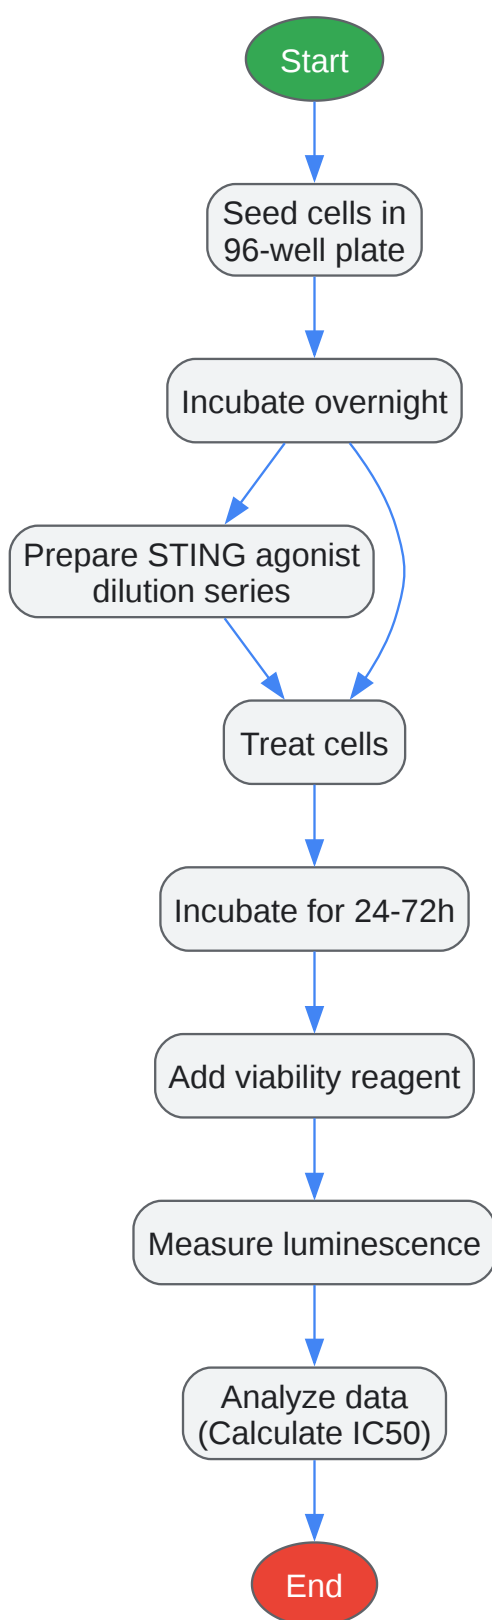 Start
Seed cells in
96-well plate
Incubate overnight
Prepare STING agonist
dilution series
Treat cells
Incubate for 24-72h
Add viability reagent
Measure luminescence
Analyze data
(Calculate IC50)
End